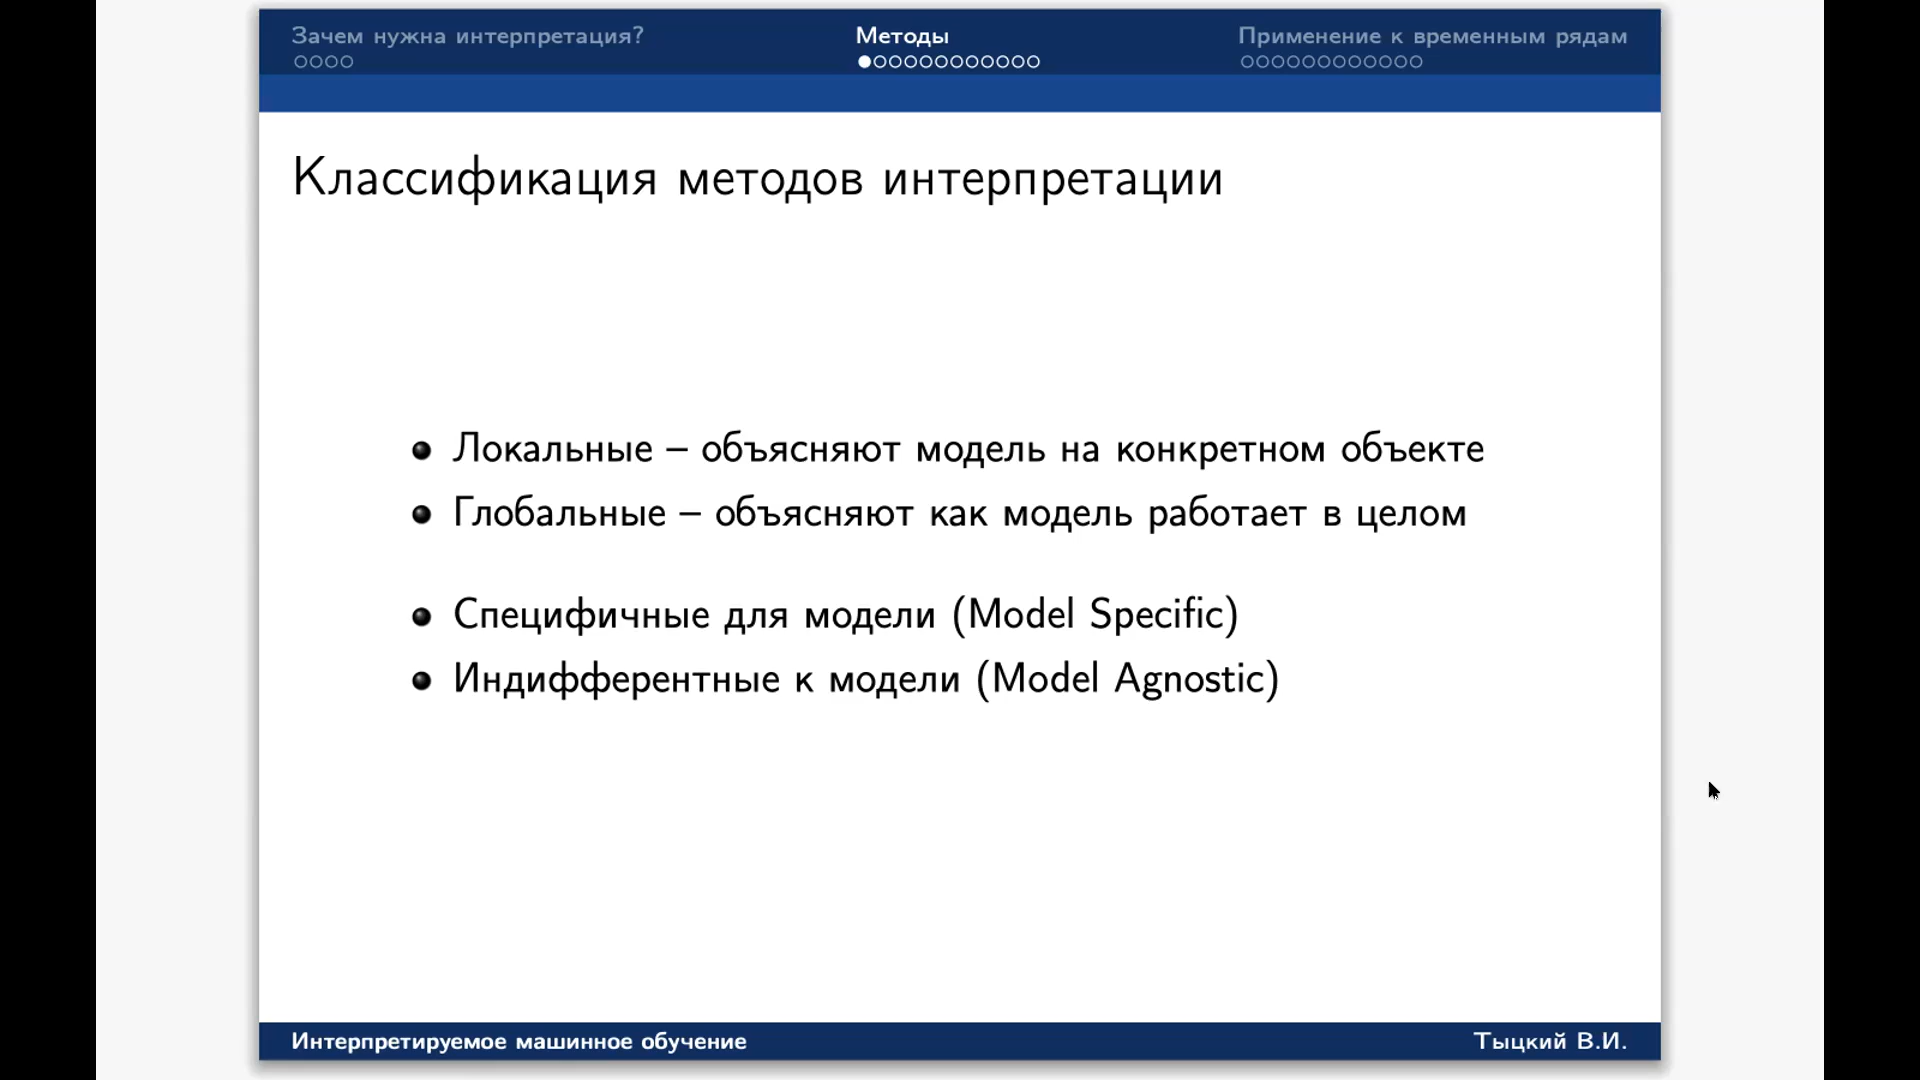 Зачем нужна интерпретация?
Методы
Применение к временным рядам
Классификация методов интерпретации
Локальные – объясняют модель на конкретном объекте
Глобальные – объясняют как модель работает в целом
Специфичные для модели (Model Specific)
Индифферентные к модели (Model Agnostic)
Интерпретируемое машинное обучение
Тыцкий В.И.